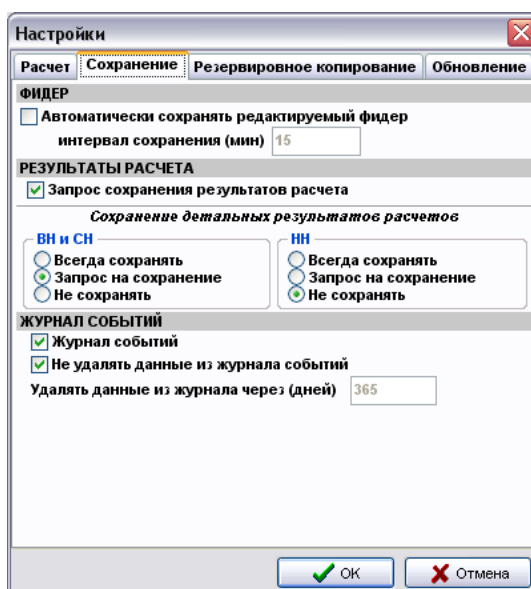 Настройки
Расчет Сохранение Резервировное копирование Обновление
ФИДЕР
Автоматически сохранять редактируемый фидер
интервал сохранения (мин) 15
РЕЗУЛЬТАТЫ РАСЧЕТА
Запрос сохранения результатов расчета
Сохранение детальных результатов расчетов
ВН и СН
Всегда сохранять
Запрос на сохранение
Не сохранять
НН
Всегда сохранять
Запрос на сохранение
Не сохранять
ЖУРНАЛ СОБЫТИЙ
Журнал событий
Не удалять данные из журнала событий
Удалять данные из журнала через (дней) 365
ОК
Отмена